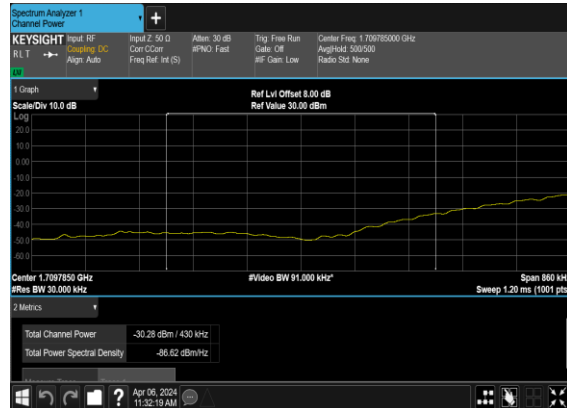 Spectrum Analyzer 1
Channel Power
+
KEYSIGHT Input: RF Input Z: 50 Ω Atten: 30 dB Trig: Free Run Center Freq: 1.709785000 GHz
RLT Coupling: DC Corr CCorr #PNO: Fast Gate: Off Avg|Hold: 500/500
Align: Auto Freq Ref: Int (S) #IF Gain: Low Radio Std: None
1 Graph
Ref Lvl Offset 8.00 dB
Scale/Div 10.0 dB Ref Value 30.00 dBm
Log
20.0
10.0
0.00
-10.0
-20.0
-30.0
-40.0
-50.0
-60.0
Center 1.7097850 GHz #Video BW 91.000 kHz* Span 860 kHz
#Res BW 30.000 kHz Sweep 1.20 ms (1001 pts
2 Metrics
Total Channel Power -30.28 dBm / 430 kHz
Total Power Spectral Density -86.62 dBm/Hz
?
Apr 06, 2024
11:32:19 AM